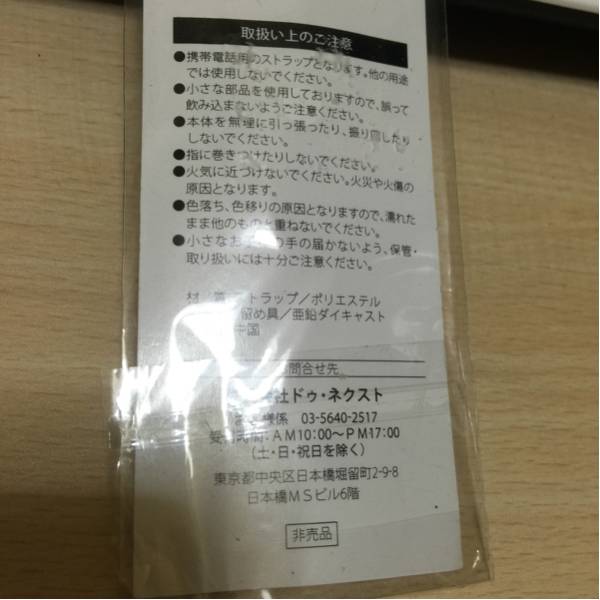 取扱い上のご注意
●携帯電話用のストラップとなります。他の用途
では使用しないでください。
●小さな部品を使用しておりますので、誤って
飲み込まないようご注意ください。
●本体を無理に引っ張ったり、振り回したり
しないでください。
●指に巻きつけたりしないでください。
●火気に近づけないでください。火災や火傷の
原因となります。
●色落ち、色移りの原因となりますので、濡れた
まま他のものと重ねないでください。
●小さなお の手の届かないよう、保管・
取り扱いには十分ご注意ください。
材 質 トラップ/ポリエステル
留め具/亜鉛ダイキャスト
中国
問合せ先
社ドゥ・ネクスト
様係 03-5640-2517
受付時間:AM10:00〜PM17:00
(土・日・祝日を除く)
東京都中央区日本橋堀留町2-9-8
日本橋MSビル6階
非売品